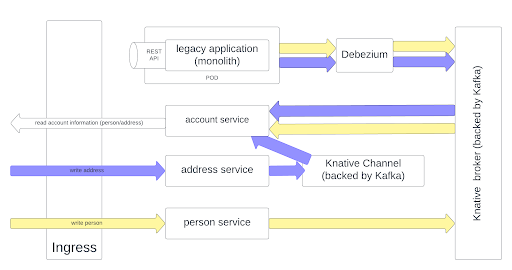 REST
API
legacy application
(monolith)
POD
Debezium
read account information (person/address)
account service
write address
address service
Knative Channel
(backed by Kafka)
write person
person service
Ingress
Knative broker (backed by Kafka)